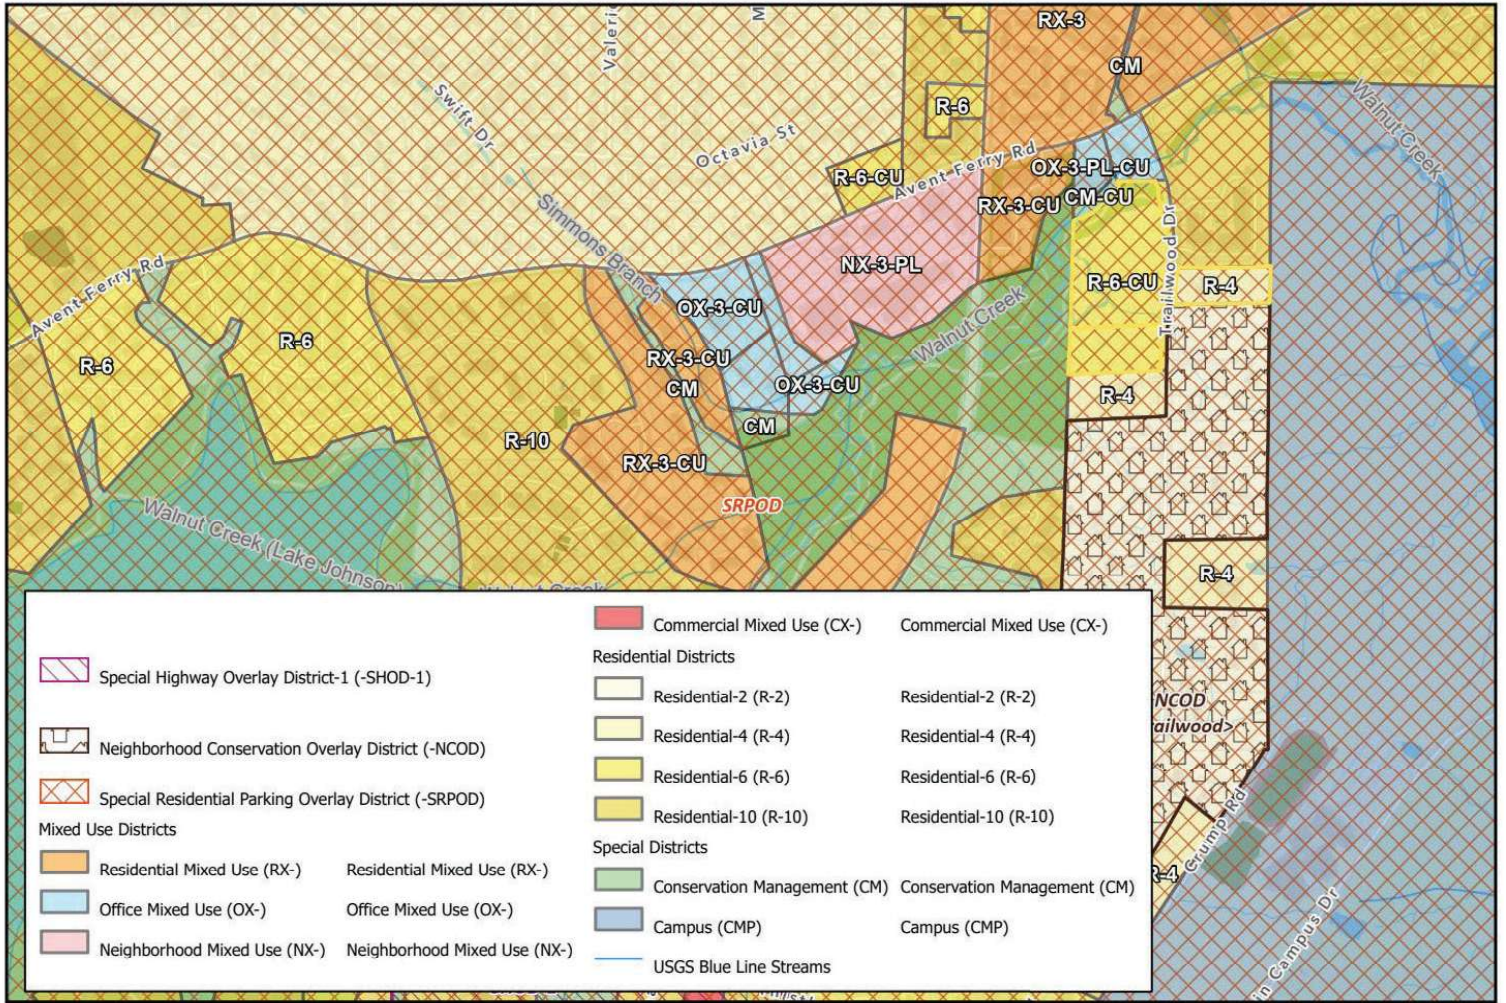 RX-3
Valeri
M
CM
Swift Dr
R-6
Walnut Creek
Octavia St
Avent Ferry Rd
OX-3-PL-CU
R-6-CU
RX-3-CU
CM-CU
Simmons Branch
Trailwood Dr
NX-3-PL
Avent Ferry Rd
R-6-CU
R-4
OX-3-CU
Walnut Creek
R-6
R-6
RX-3-CU
OX-3-CU
CM
R-4
CM
R-10
RX-3-CU
SRPOD
Walnut Creek (Lake Johnson)
Walnut Creek
R-4
NCOD
railwood>
Crump Rd
R-4
in Campus Dr
Special Highway Overlay District-1 (-SHOD-1)
Neighborhood Conservation Overlay District (-NCOD)
Special Residential Parking Overlay District (-SRPOD)
Mixed Use Districts
Residential Mixed Use (RX-) Residential Mixed Use (RX-)
Office Mixed Use (OX-) Office Mixed Use (OX-)
Neighborhood Mixed Use (NX-) Neighborhood Mixed Use (NX-)
Commercial Mixed Use (CX-) Commercial Mixed Use (CX-)
Residential Districts
Residential-2 (R-2) Residential-2 (R-2)
Residential-4 (R-4) Residential-4 (R-4)
Residential-6 (R-6) Residential-6 (R-6)
Residential-10 (R-10) Residential-10 (R-10)
Special Districts
Conservation Management (CM) Conservation Management (CM)
Campus (CMP) Campus (CMP)
USGS Blue Line Streams